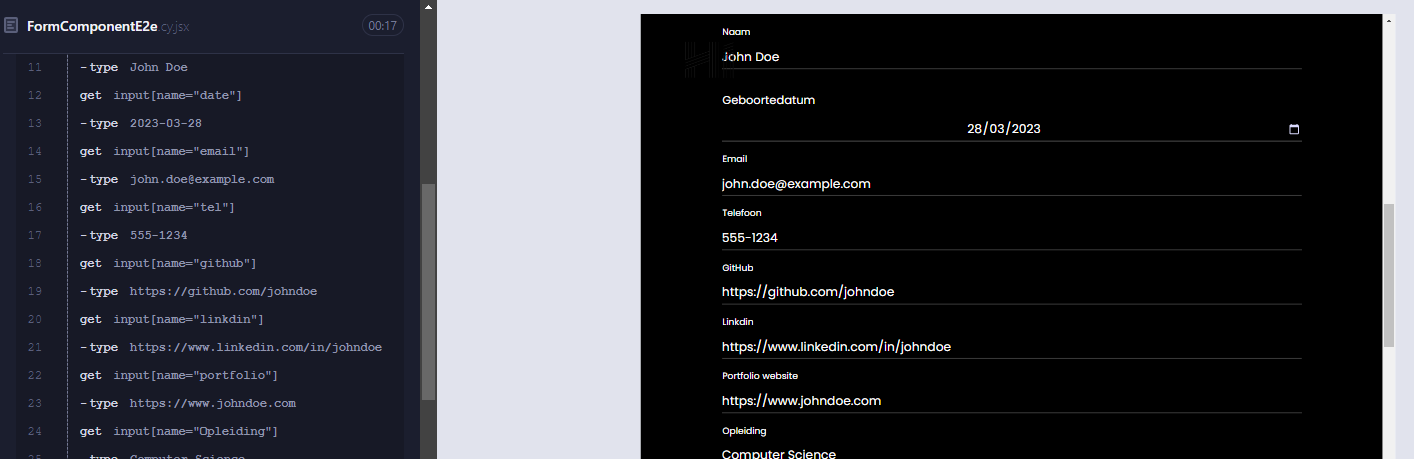 FormComponentE2e.cy.jsx 00:17
11 -type John Doe
12 get input[name="date"]
13 -type 2023-03-28
14 get input[name="email"]
15 -type john.doe@example.com
16 get input[name="tel"]
17 -type 555-1234
18 get input[name="github"]
19 -type https://github.com/johndoe
20 get input[name="linkdin"]
21 -type https://www.linkedin.com/in/johndoe
22 get input[name="portfolio"]
23 -type https://www.johndoe.com
24 get input[name="Opleiding"]
25 -type Computer Science
Naam
John Doe
Geboortedatum
28/03/2023
Email
john.doe@example.com
Telefoon
555-1234
GitHub
https://github.com/johndoe
Linkdin
https://www.linkedin.com/in/johndoe
Portfolio website
https://www.johndoe.com
Opleiding
Computer Science